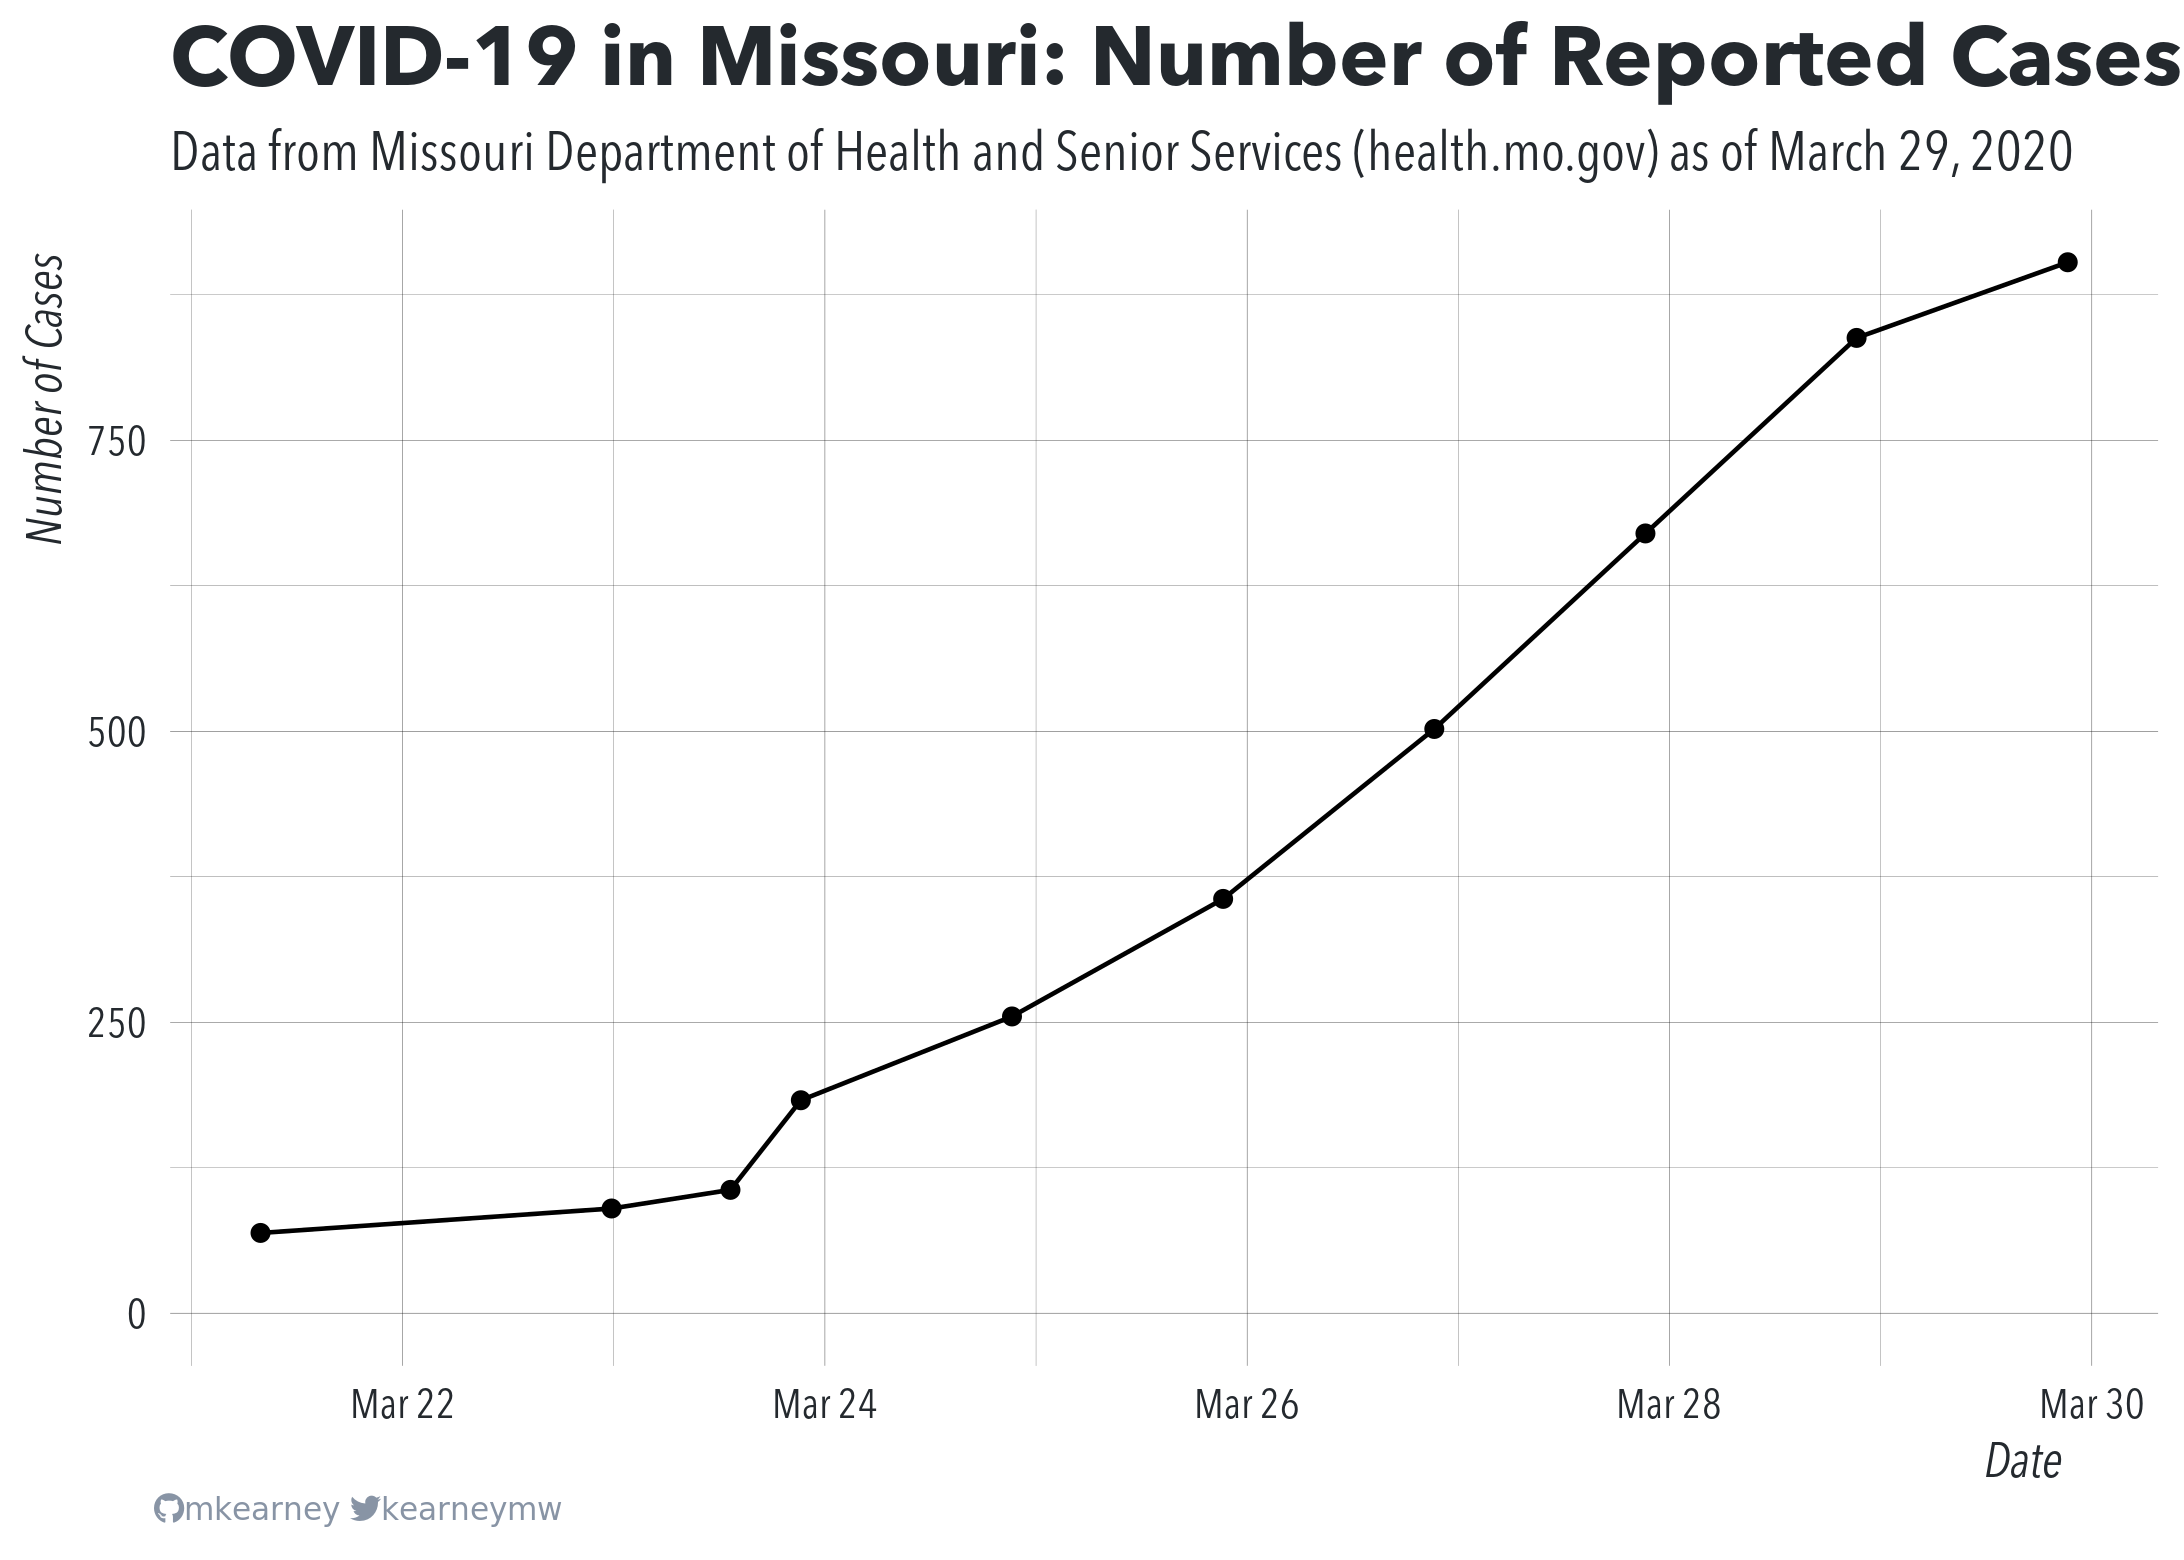 COVID-19 in Missouri: Number of Reported Cases
Data from Missouri Department of Health and Senior Services (health.mo.gov) as of March 29, 2020
Number of Cases
750
500
250
0
Mar 22 Mar 24 Mar 26 Mar 28 Mar 30
Date
mkearney kearneymw